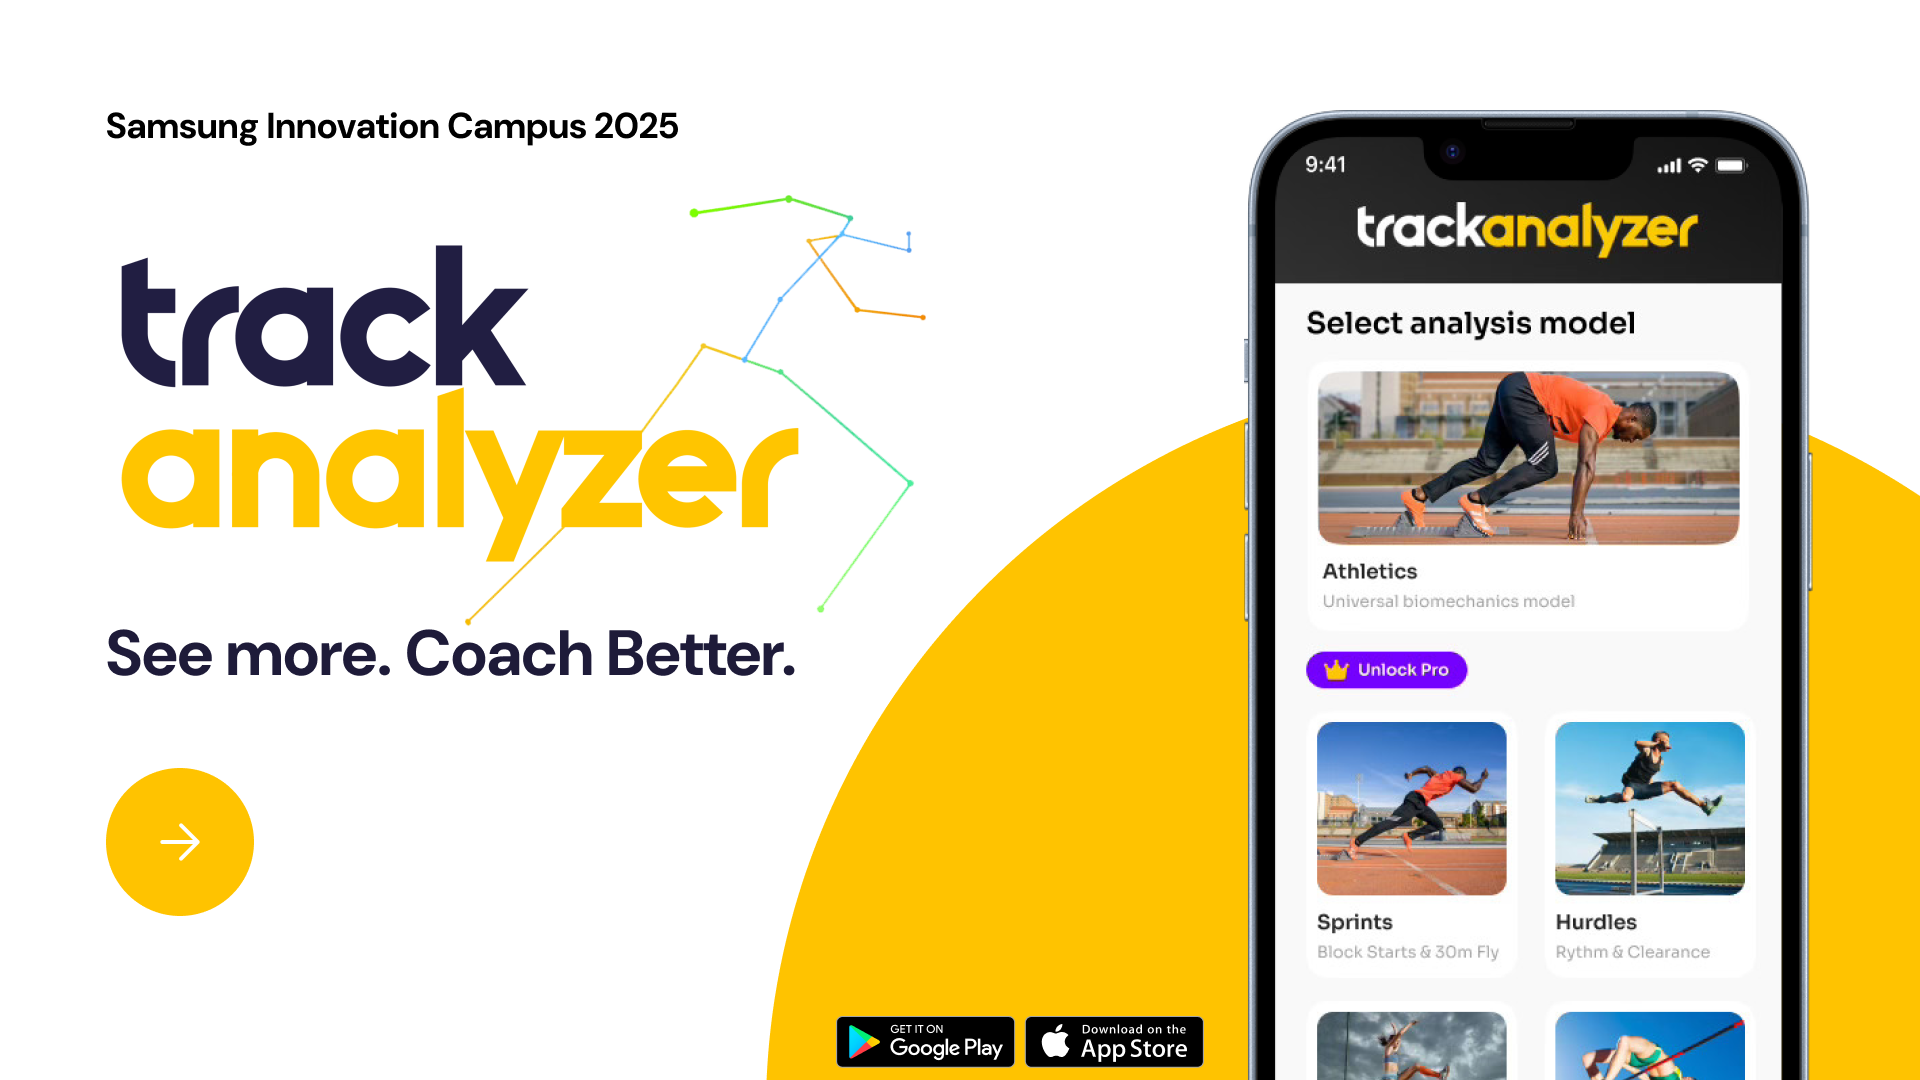 Samsung Innovation Campus 2025
track
analyzer
See more. Coach Better.
GET IT ON
Google Play
Download on the
App Store
9:41
trackanalyzer
Select analysis model
Athletics
Universal biomechanics model
Unlock Pro
Sprints
Block Starts & 30m Fly
Hurdles
Rythm & Clearance